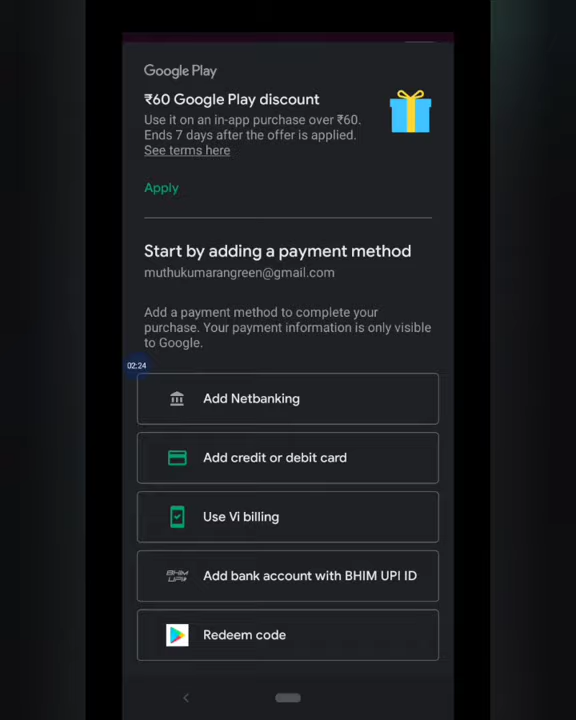 Google Play
₹60 Google Play discount
Use it on an in-app purchase over ₹60.
Ends 7 days after the offer is applied.
See terms here
Apply
Start by adding a payment method
muthukumarangreen@gmail.com
Add a payment method to complete your
purchase. Your payment information is only visible
to Google.
02:24
Add Netbanking
Add credit or debit card
Use Vi billing
BHIM
UPI
Add bank account with BHIM UPI ID
Redeem code